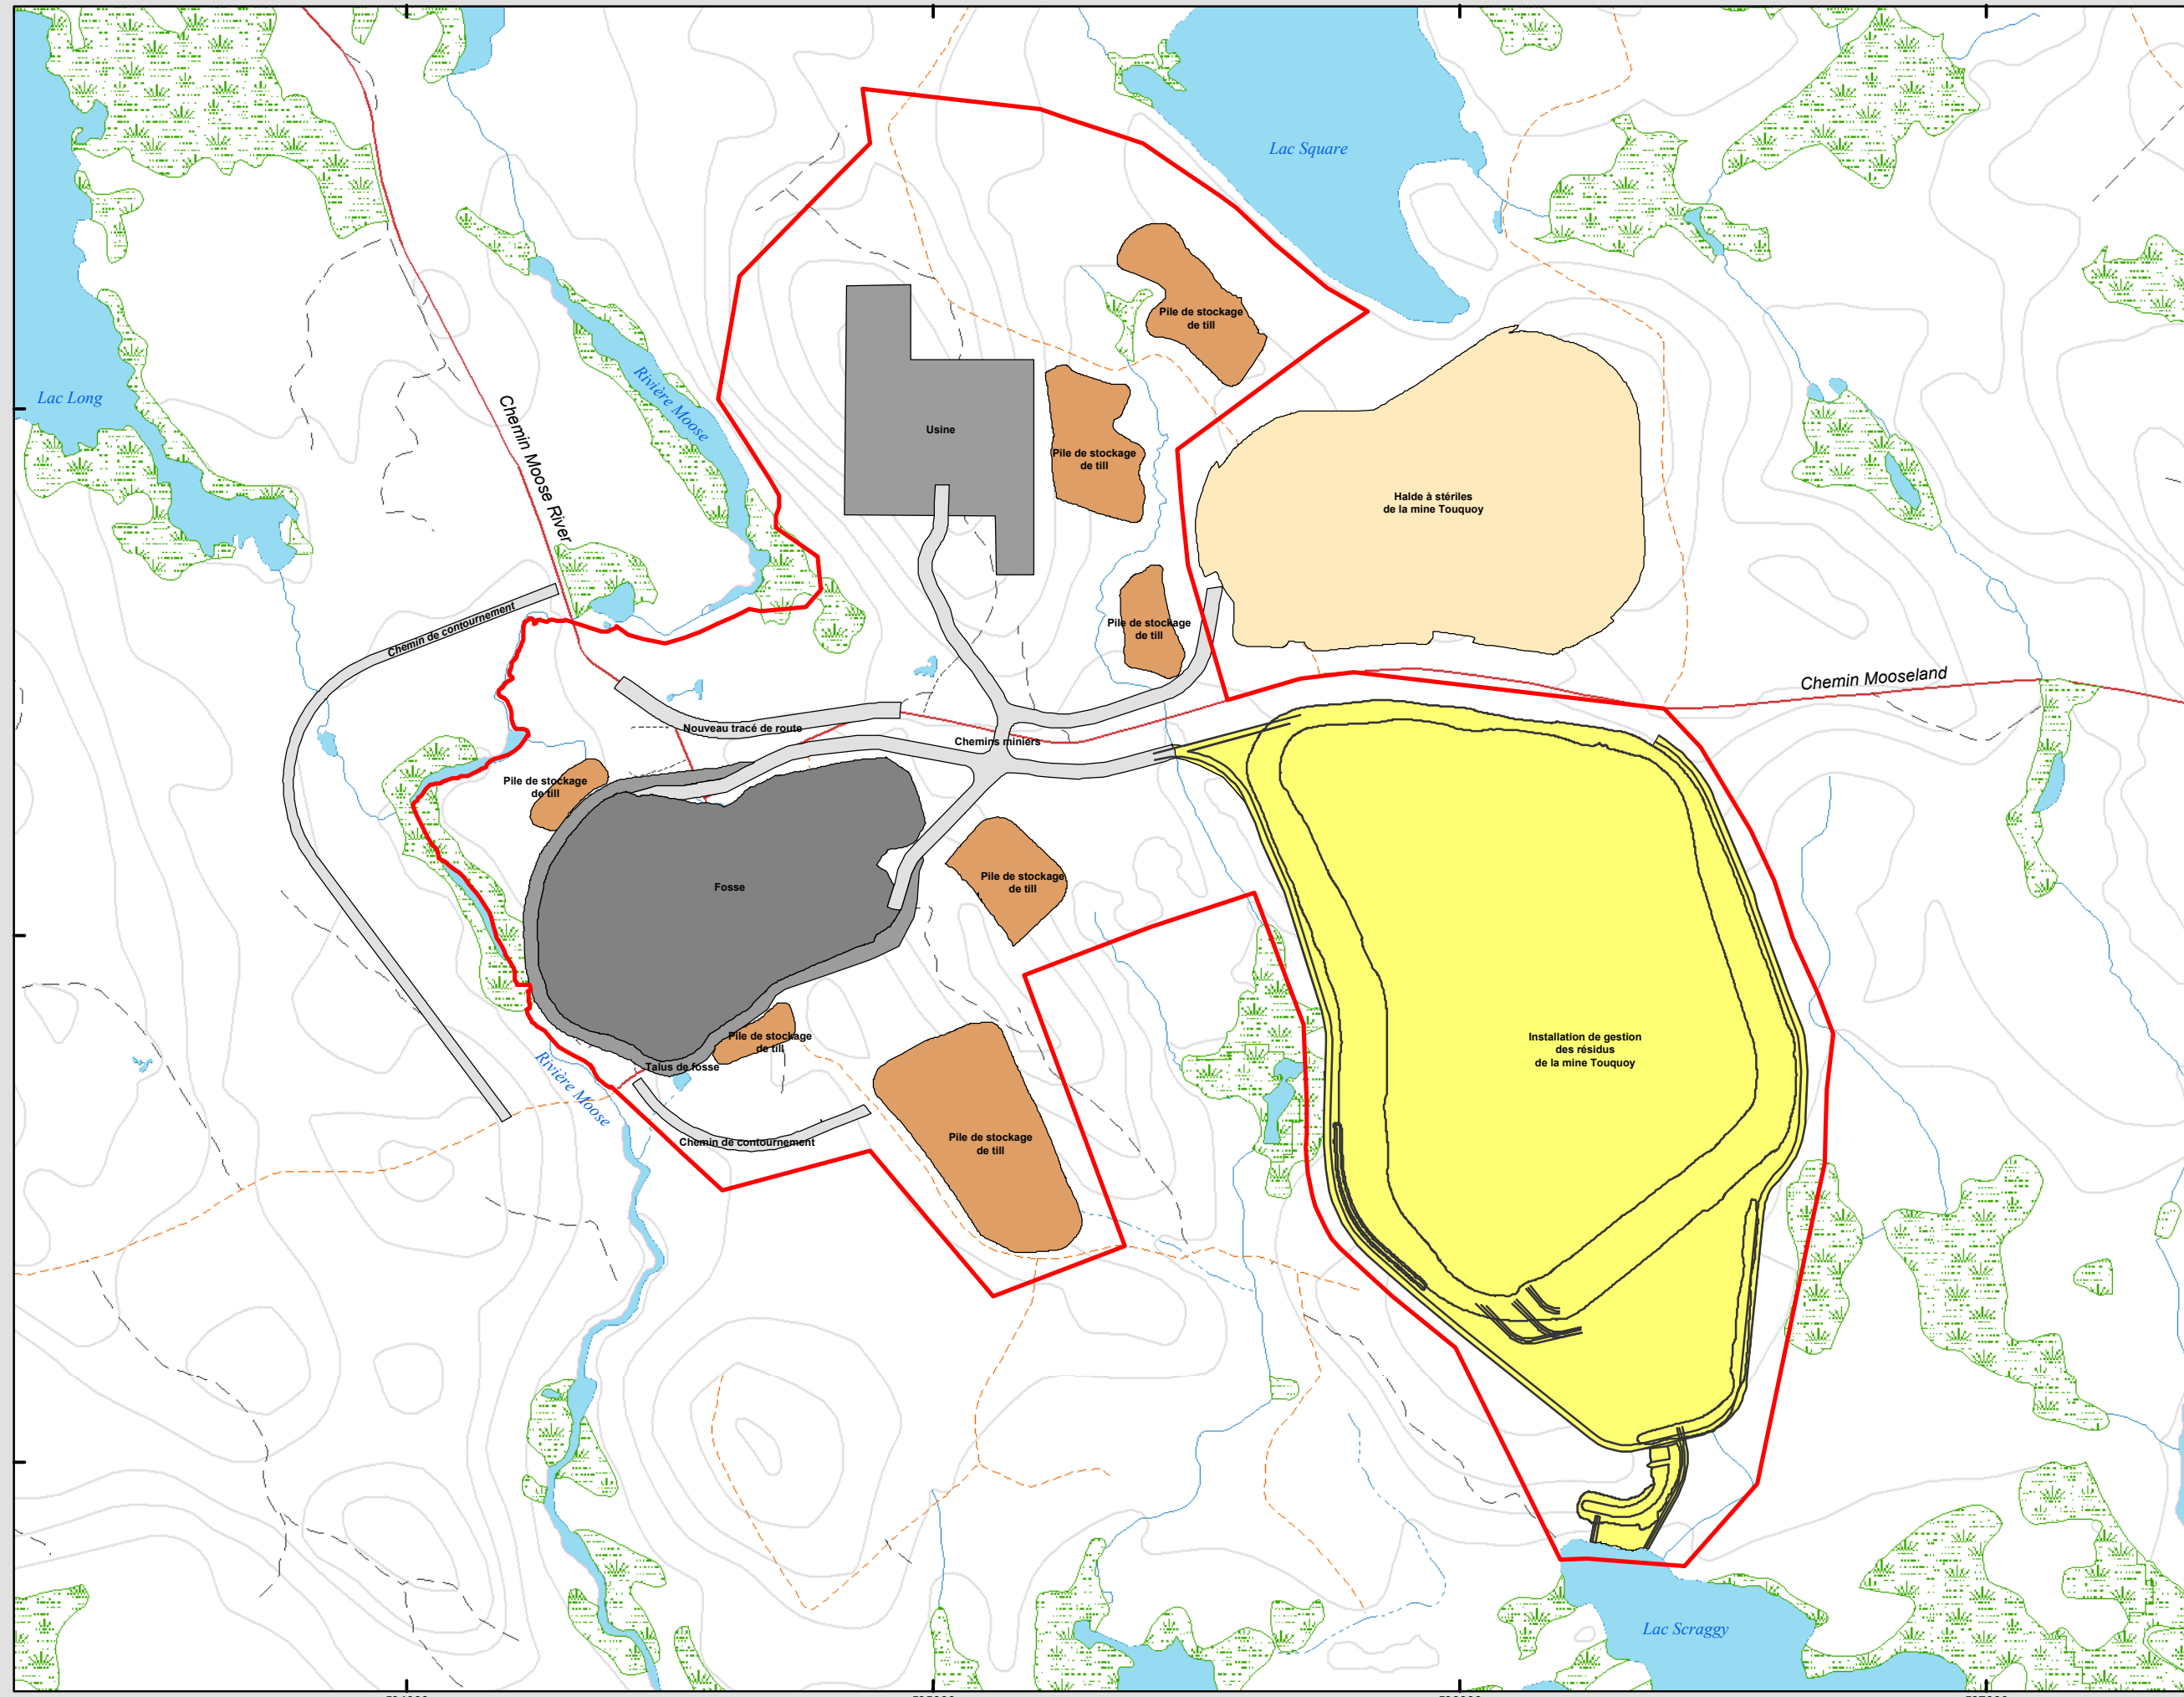 Lac Square
Pile de stockage
de till
Lac Long
Rivière Moose
Chemin Moose River
Usine
Pile de stockage
de till
Halde à stériles
de la mine Touquoy
Chemin de contournement
Pile de stockage
de till
Chemin Mooseland
Nouveau tracé de route
Chemins miniers
Pile de stockage
de till
Fosse
Pile de stockage
de till
Installation de gestion
des résidus
de la mine Touquoy
Pile de stockage
de till
Talus de fosse
Rivière Moose
Chemin de contournement
Pile de stockage
de till
Lac Scraggy